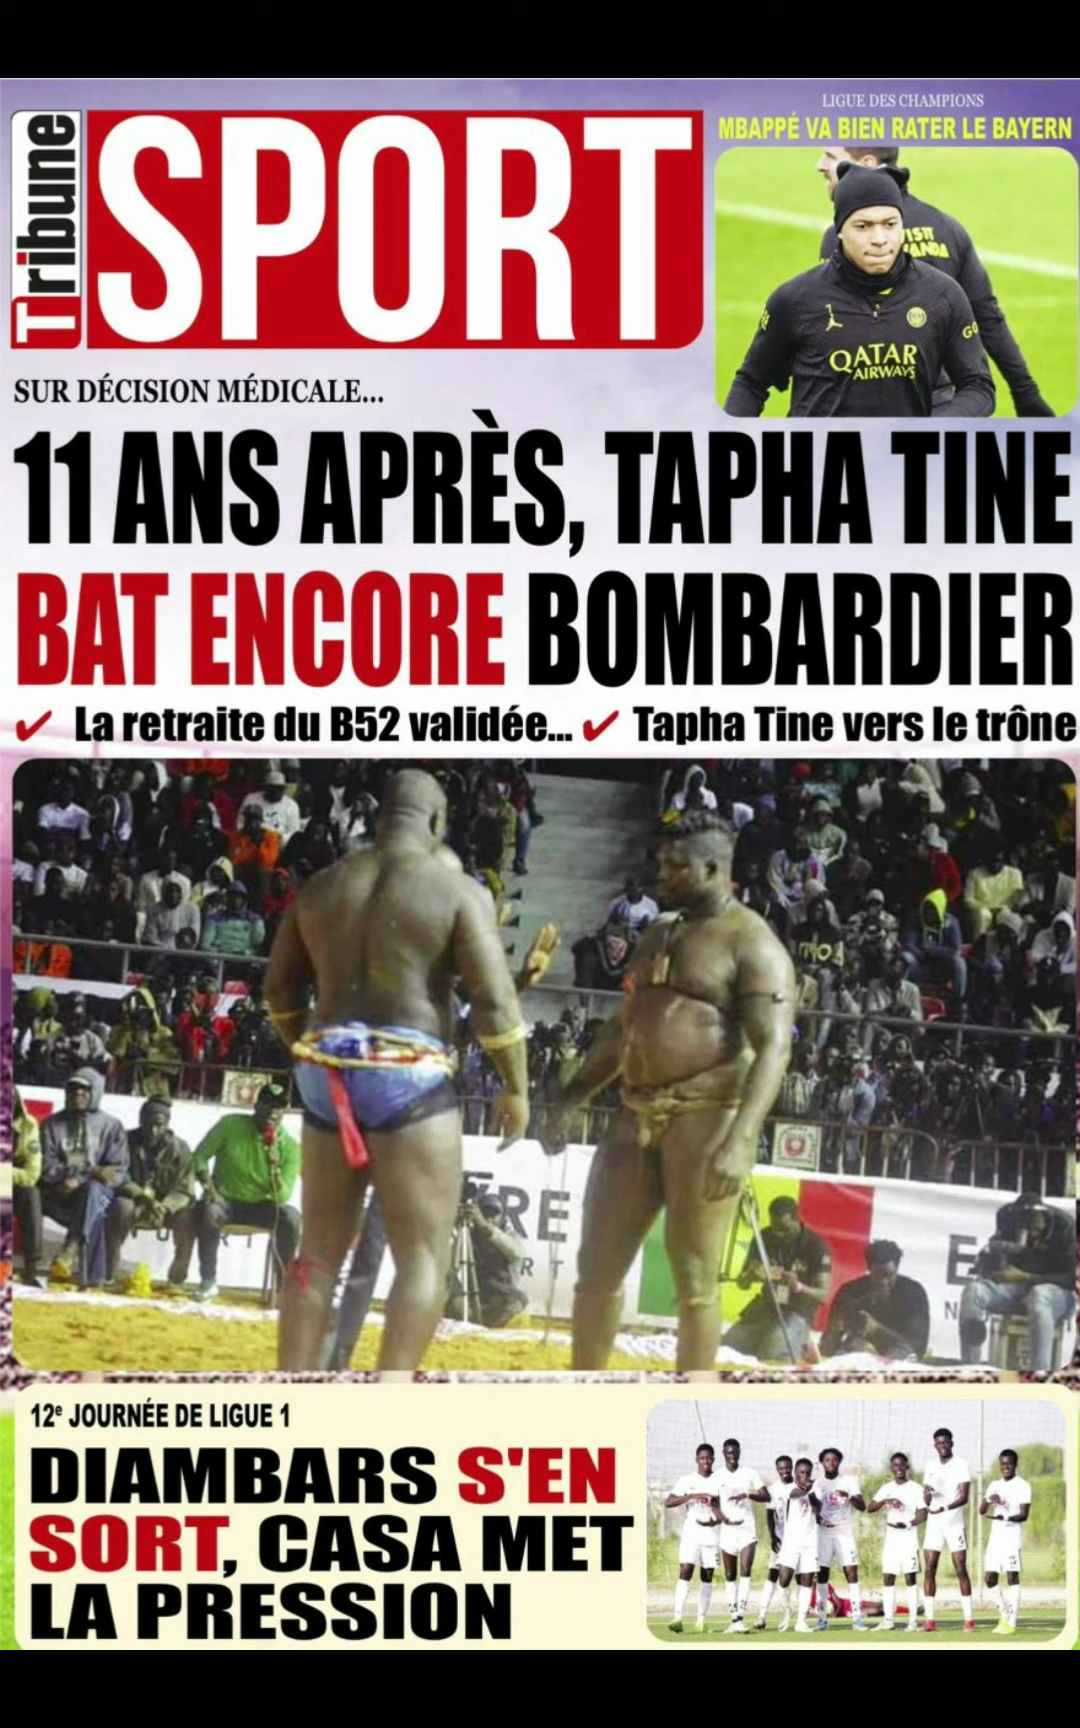 Tribune
SPORT
LIGUE DES CHAMPIONS
MBAPPÉ VA BIEN RATER LE BAYERN
QATAR
AIRWAYS
SUR DÉCISION MÉDICALE...
11 ANS APRÈS, TAPHA TINE
BAT ENCORE BOMBARDIER
✓ La retraite du B52 validée... ✓ Tapha Tine vers le trône
12e JOURNÉE DE LIGUE 1
DIAMBARS S'EN
SORT, CASA MET
LA PRESSION